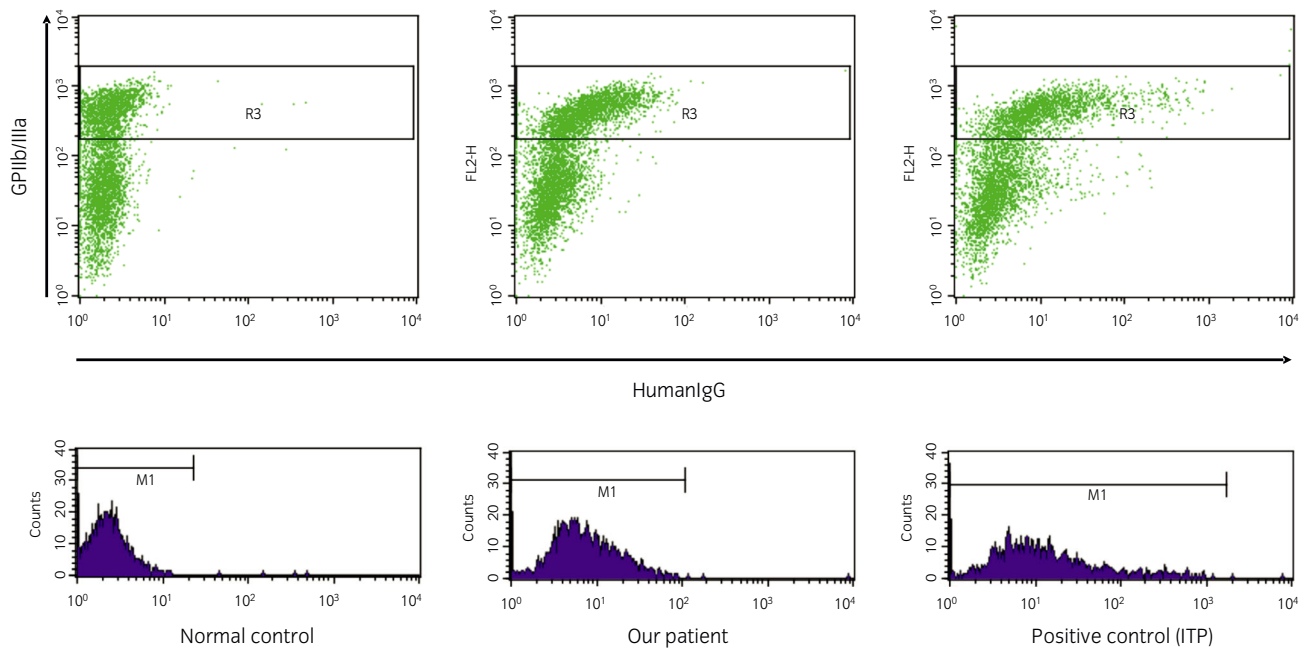 GPIIb/IIIa
10⁴
10³
10²
10¹
10⁰
R3
10⁰ 10¹ 10² 10³ 10⁴
FL2-H
10⁴
10³
10²
10¹
10⁰
R3
10⁰ 10¹ 10² 10³ 10⁴
FL2-H
10⁴
10³
10²
10¹
10⁰
R3
10⁰ 10¹ 10² 10³ 10⁴
HumanIgG
Counts
40
30
20
10
0
M1
10⁰ 10¹ 10² 10³ 10⁴
Normal control
Counts
40
30
20
10
0
M1
10⁰ 10¹ 10² 10³ 10⁴
Our patient
Counts
40
30
20
10
0
M1
10⁰ 10¹ 10² 10³ 10⁴
Positive control (ITP)